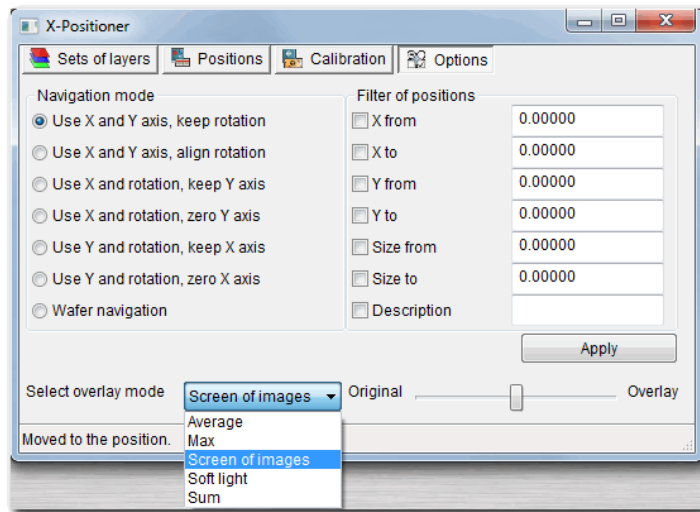 X-Positioner
Sets of layers Positions Calibration Options
Navigation mode Filter of positions
Use X and Y axis, keep rotation X from 0.00000
Use X and Y axis, align rotation X to 0.00000
Use X and rotation, keep Y axis Y from 0.00000
Use X and rotation, zero Y axis Y to 0.00000
Use Y and rotation, keep X axis Size from 0.00000
Use Y and rotation, zero X axis Size to 0.00000
Wafer navigation Description
Apply
Select overlay mode Screen of images Original Overlay
Average
Moved to the position. Max
Screen of images
Soft light
Sum